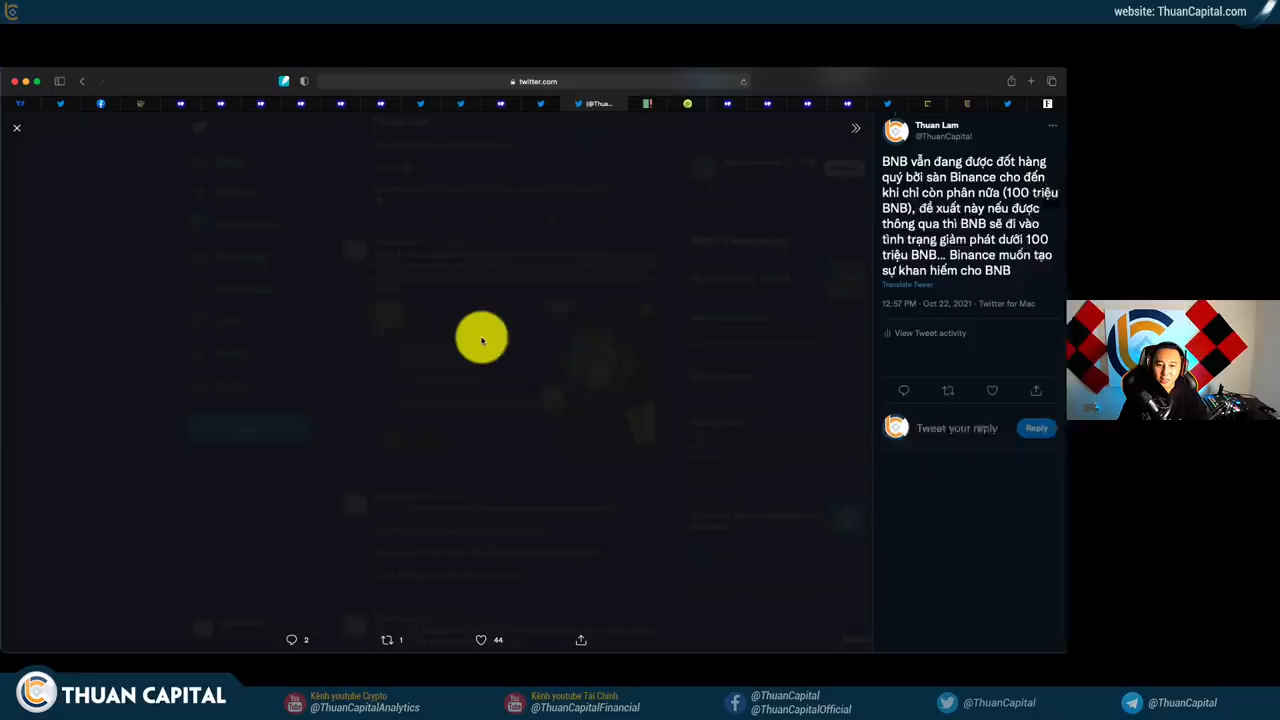 website: ThuanCapital.com
twitter.com
(@Thua...
Thuan Lam
@ThuanCapital
BNB vẫn đang được đốt hàng
quý bởi sàn Binance cho đến
khi chỉ còn phân nữa (100 triệu
BNB), đề xuất này nếu được
thông qua thì BNB sẽ đi vào
tình trạng giảm phát dưới 100
triệu BNB... Binance muốn tạo
sự khan hiếm cho BNB
Translate Tweet
12:57 PM · Oct 22, 2021 · Twitter for Mac
View Tweet activity
Tweet your reply
Reply
2
1
44
THUAN CAPITAL
Kênh youtube Crypto
@ThuanCapitalAnalytics
Kênh youtube Tài Chính
@ThuanCapitalFinancial
@ThuanCapital
@ThuanCapitalOfficial
@ThuanCapital
@ThuanCapital